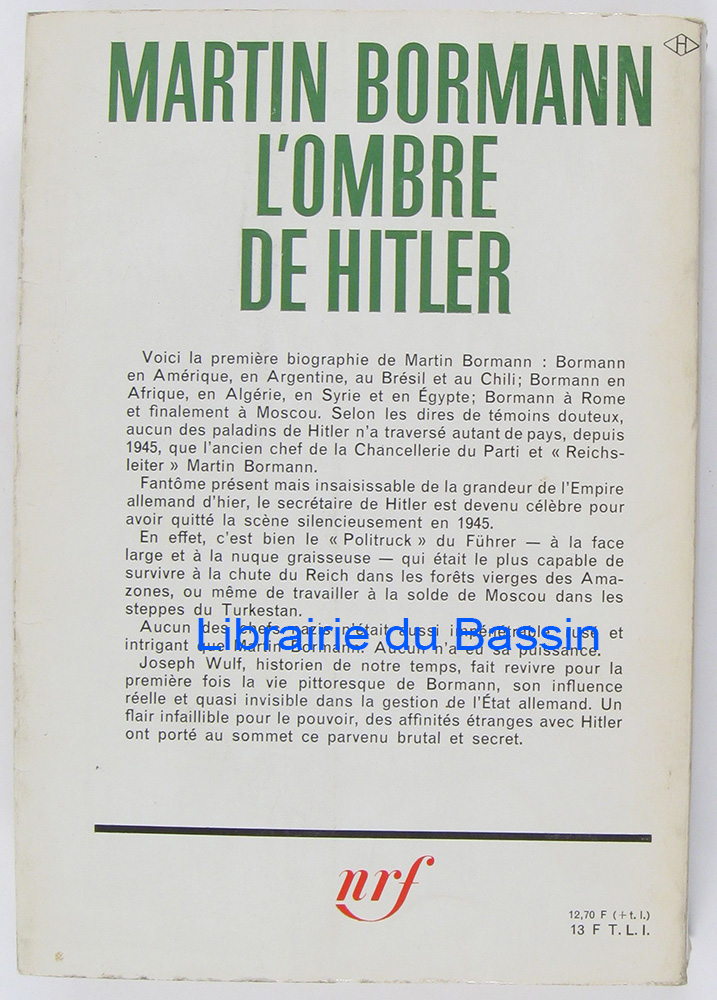 MARTIN BORMANN
L'OMBRE
DE HITLER
Voici la première biographie de Martin Bormann : Bormann
en Amérique, en Argentine, au Brésil et au Chili; Bormann en
Afrique, en Algérie, en Syrie et en Égypte; Bormann à Rome
et finalement à Moscou. Selon les dires de témoins douteux,
aucun des paladins de Hitler n'a traversé autant de pays, depuis
1945, que l'ancien chef de la Chancellerie du Parti et « Reichs-
leiter » Martin Bormann.
Fantôme présent mais insaisissable de la grandeur de l'Empire
allemand d'hier, le secrétaire de Hitler est devenu célèbre pour
avoir quitté la scène silencieusement en 1945.
En effet, c'est bien le « Politruck » du Führer — à la face
large et à la nuque graisseuse — qui était le plus capable de
survivre à la chute du Reich dans les forêts vierges des Ama-
zones, ou même de travailler à la solde de Moscou dans les
steppes du Turkestan.
Aucun des chefs nazis n'était aussi impénétrable, rusé et
intrigant que Martin Bormann. Aucun n'a eu sa puissance.
Librairie du Bassin
Joseph Wulf, historien de notre temps, fait revivre pour la
première fois la vie pittoresque de Bormann, son influence
réelle et quasi invisible dans la gestion de l'État allemand. Un
flair infaillible pour le pouvoir, des affinités étranges avec Hitler
ont porté au sommet ce parvenu brutal et secret.
nrf
12,70 F (+ t. l.)
13 F T. L. I.
H